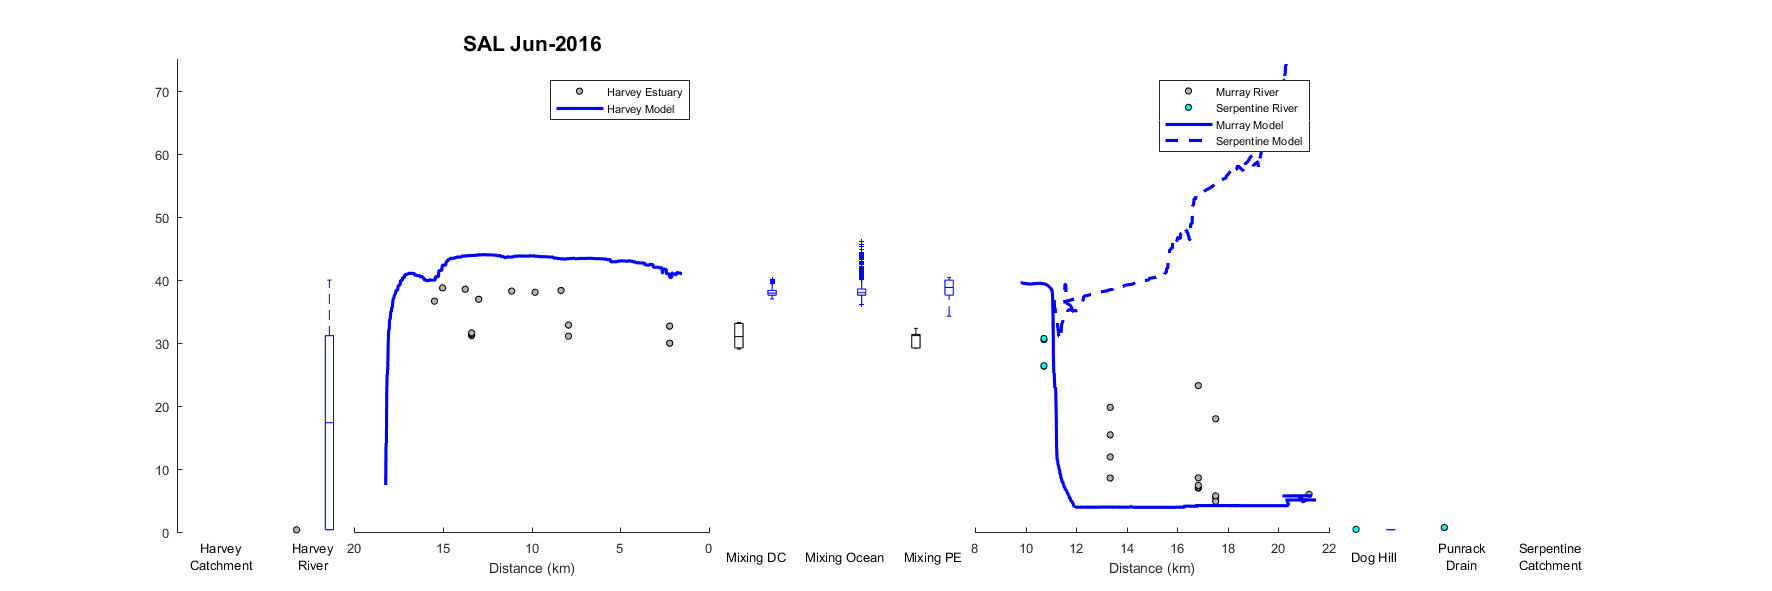 SAL Jun-2016
70
60
50
40
30
20
10
0
Harvey Estuary
Harvey Model
Murray River
Serpentine River
Murray Model
Serpentine Model
Harvey
Catchment
Harvey
River
20
15
10
5
0
Distance (km)
Mixing DC
Mixing Ocean
Mixing PE
8
10
12
14
16
18
20
22
Distance (km)
Dog Hill
Punrack
Drain
Serpentine
Catchment